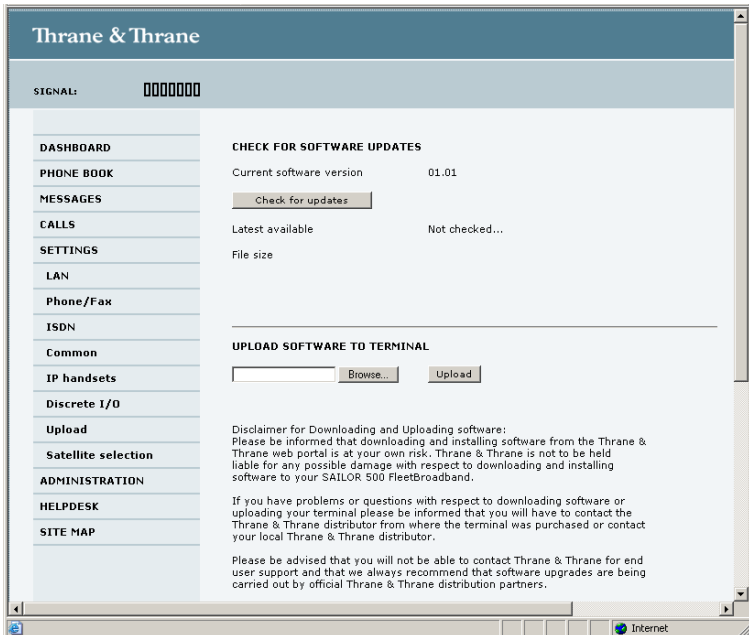 Thrane & Thrane
SIGNAL:
DASHBOARD
PHONE BOOK
MESSAGES
CALLS
SETTINGS
LAN
Phone/Fax
ISDN
Common
IP handsets
Discrete I/O
Upload
Satellite selection
ADMINISTRATION
HELPDESK
SITE MAP
CHECK FOR SOFTWARE UPDATES
Current software version 01.01
Check for updates
Latest available Not checked...
File size
UPLOAD SOFTWARE TO TERMINAL
Browse... Upload
Disclaimer for Downloading and Uploading software:
Please be informed that downloading and installing software from the Thrane &
Thrane web portal is at your own risk. Thrane & Thrane is not to be held
liable for any possible damage with respect to downloading and installing
software to your SAILOR 500 FleetBroadband.
If you have problems or questions with respect to downloading software or
uploading your terminal please be informed that you will have to contact the
Thrane & Thrane distributor from where the terminal was purchased or contact
your local Thrane & Thrane distributor.
Please be advised that you will not be able to contact Thrane & Thrane for end
user support and that we always recommend that software upgrades are being
carried out by official Thrane & Thrane distribution partners.
Internet